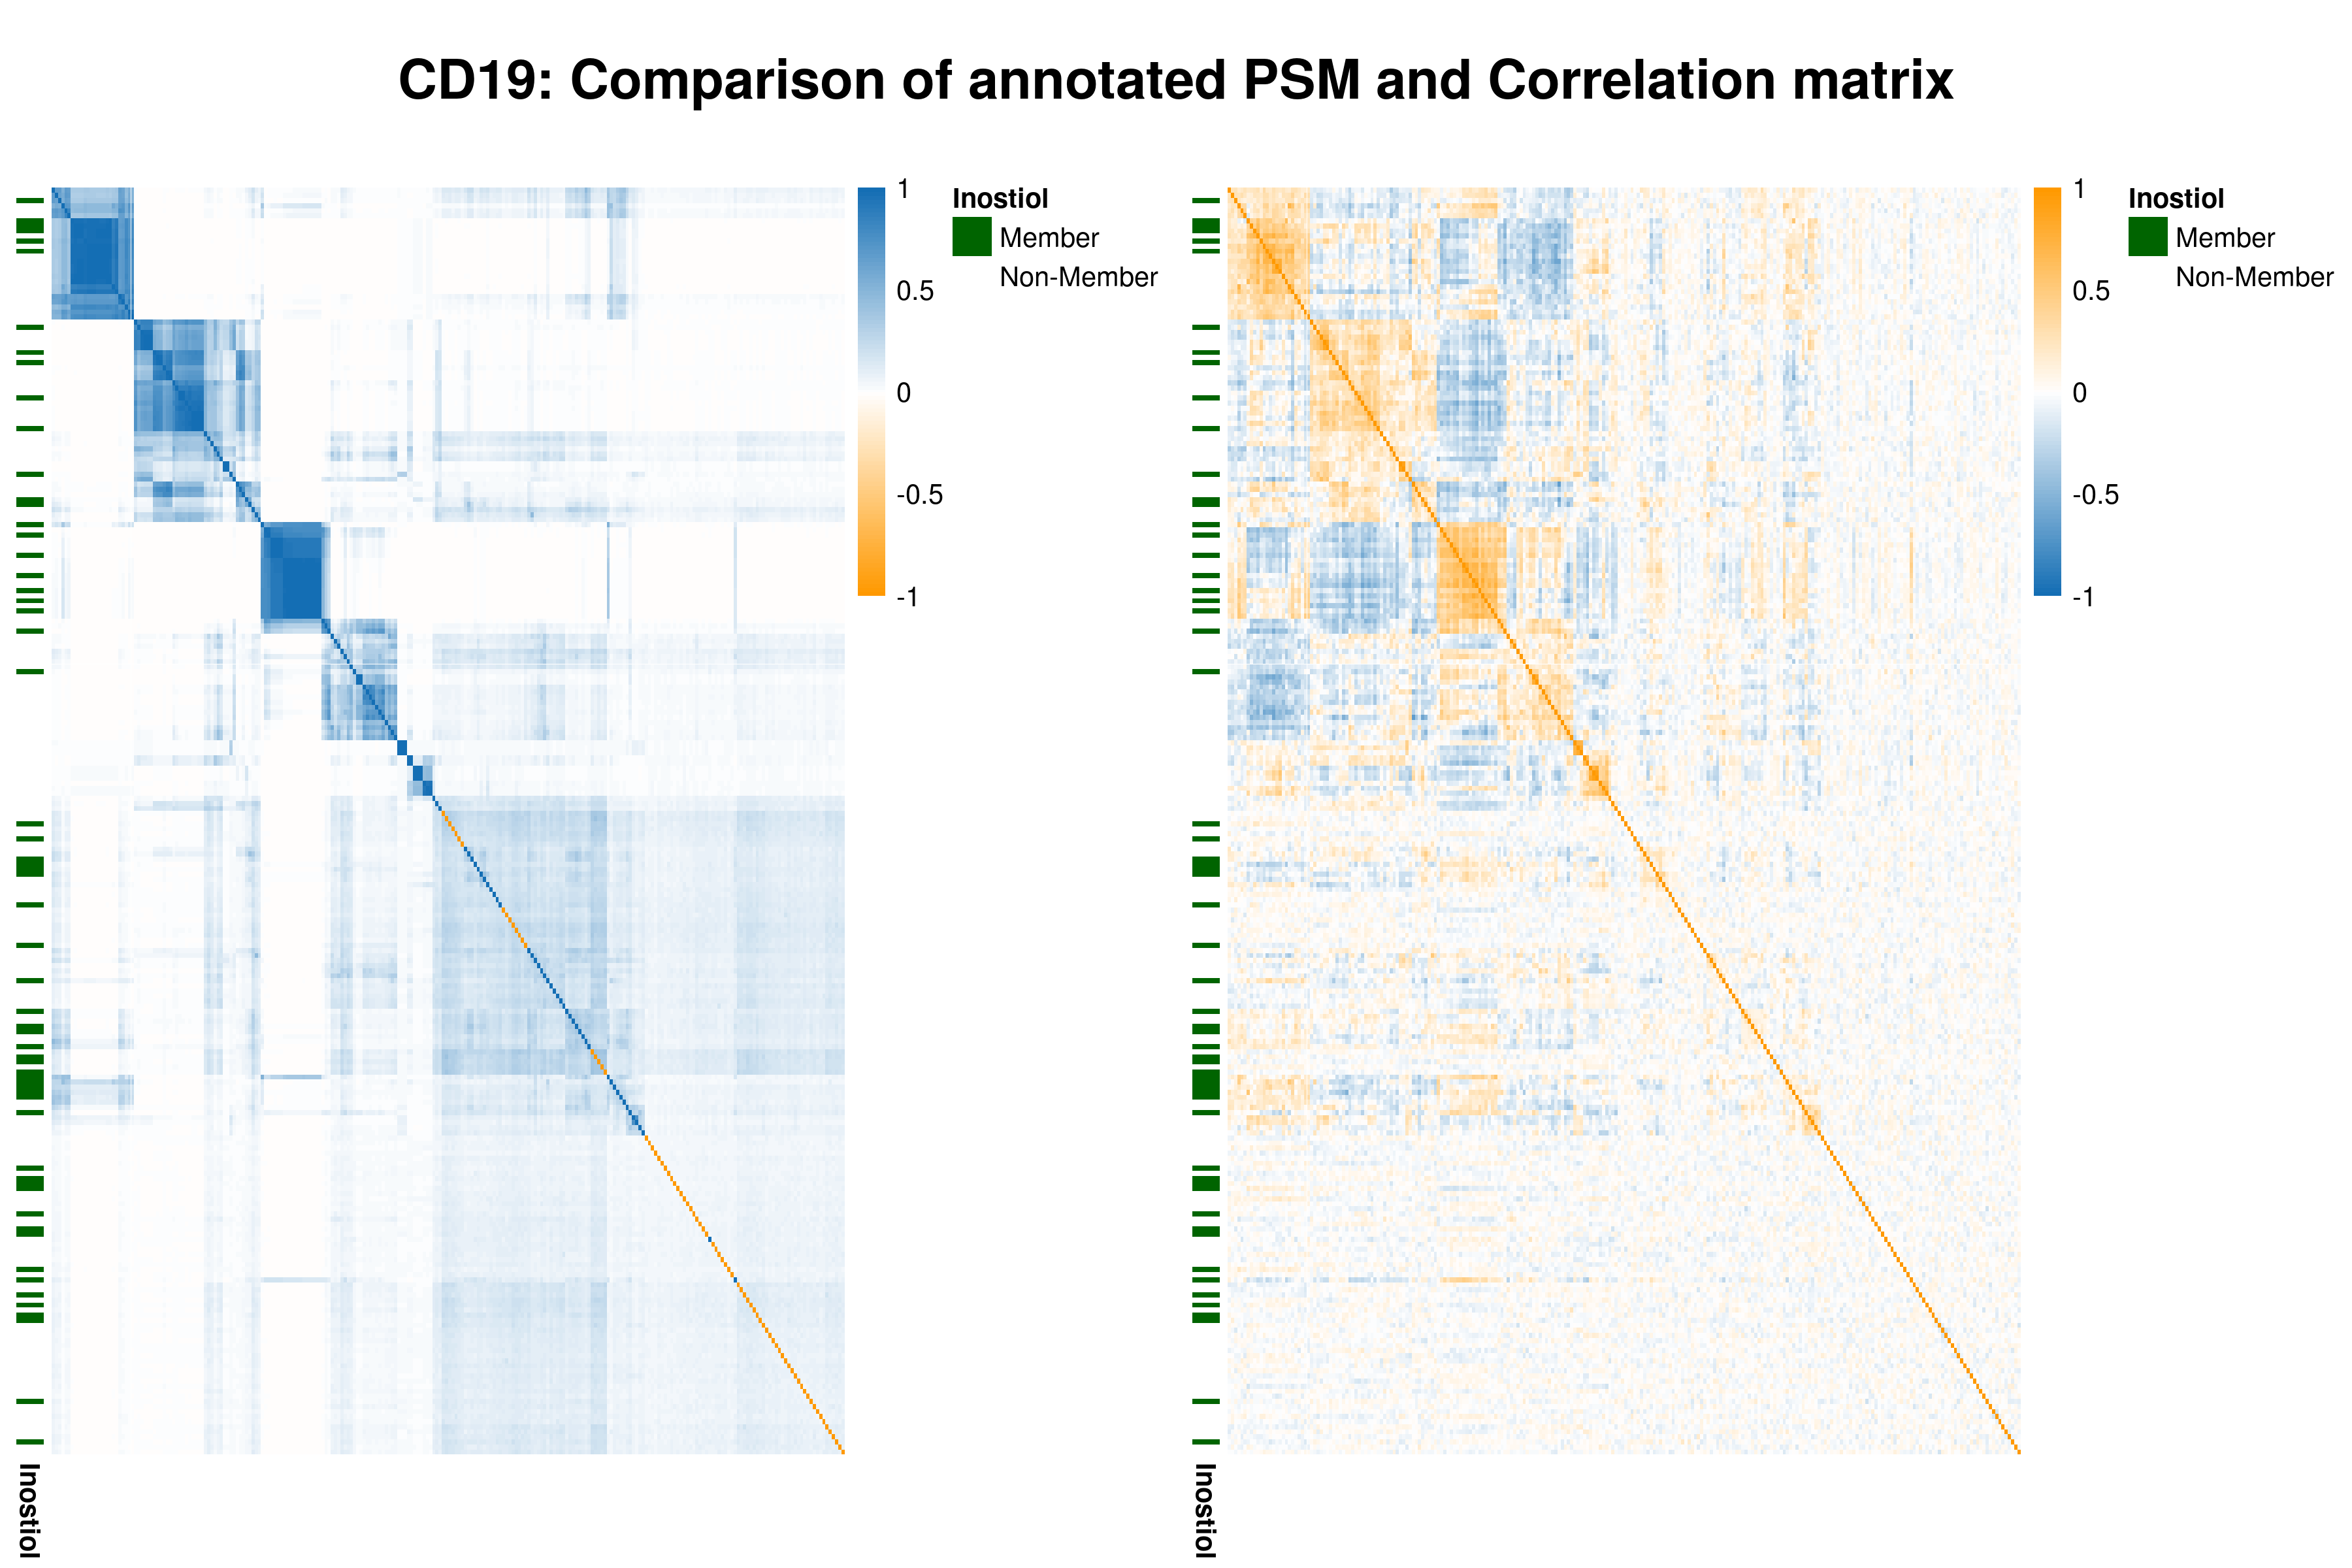 CD19: Comparison of annotated PSM and Correlation matrix
1
0.5
0
-0.5
-1
Inostiol
Member
Non-Member
Inostiol
1
0.5
0
-0.5
-1
Inostiol
Member
Non-Member
Inostiol